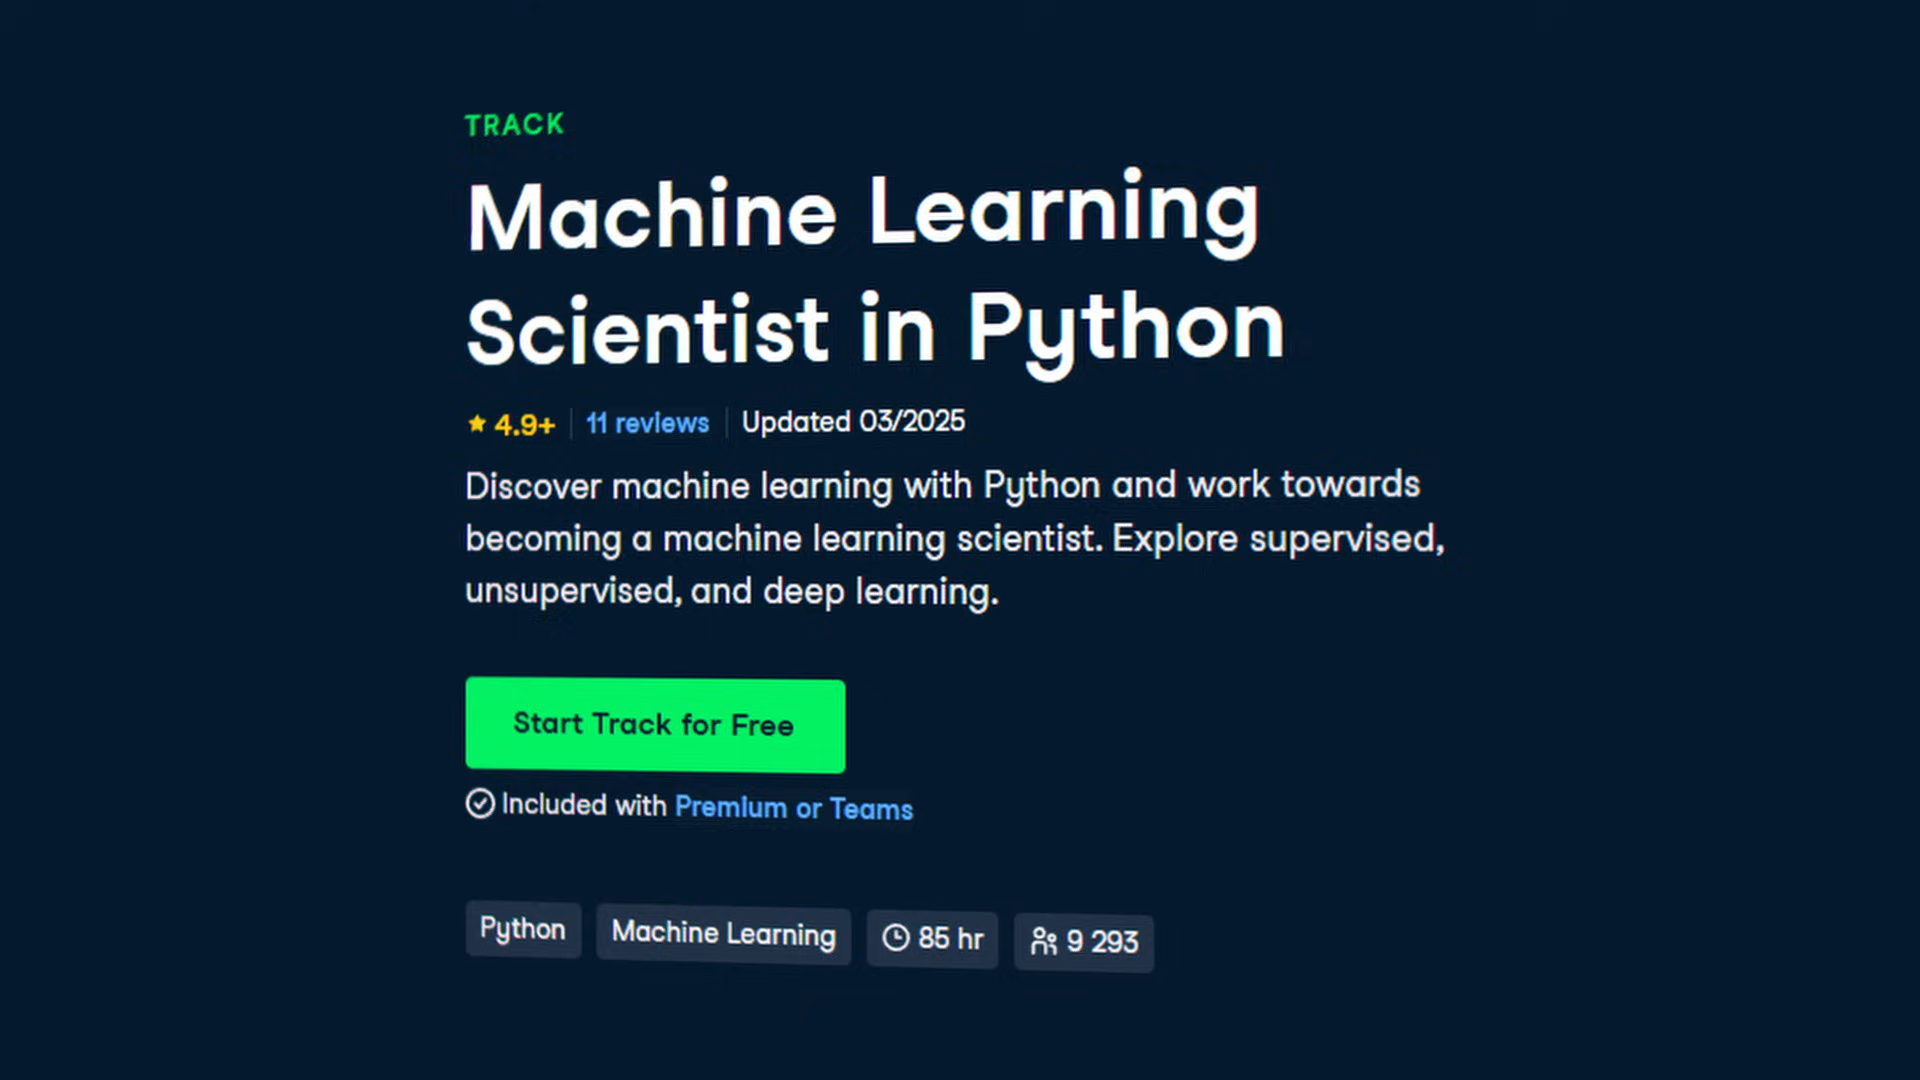 TRACK
Machine Learning
Scientist in Python
4.9+ 11 reviews Updated 03/2025
Discover machine learning with Python and work towards
becoming a machine learning scientist. Explore supervised,
unsupervised, and deep learning.
Start Track for Free
Included with Premium or Teams
Python Machine Learning 85 hr 9 293